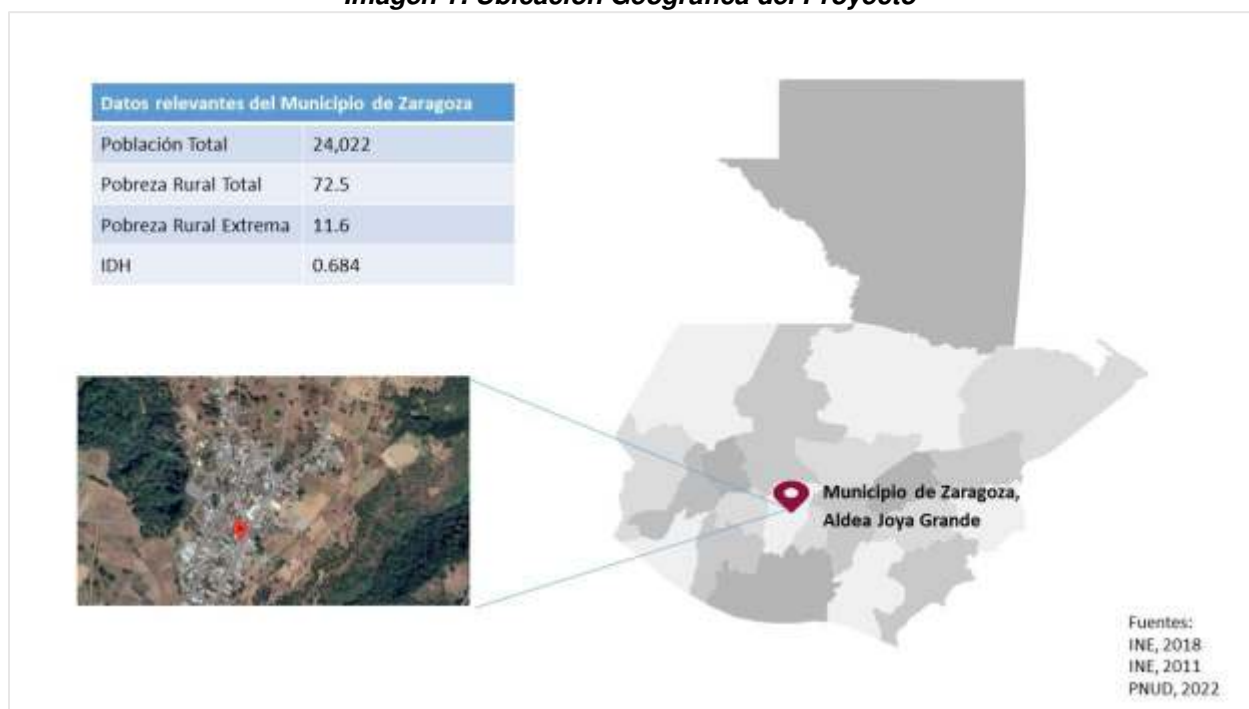 Imagen 1. Ubicación Geográfica del Proyecto
Datos relevantes del Municipio de Zaragoza
Población Total 24,022
Pobreza Rural Total 72.5
Pobreza Rural Extrema 11.6
IDH 0.684
Municipio de Zaragoza,
Aldea Joya Grande
Fuentes:
INE, 2018
INE, 2011
PNUD, 2022